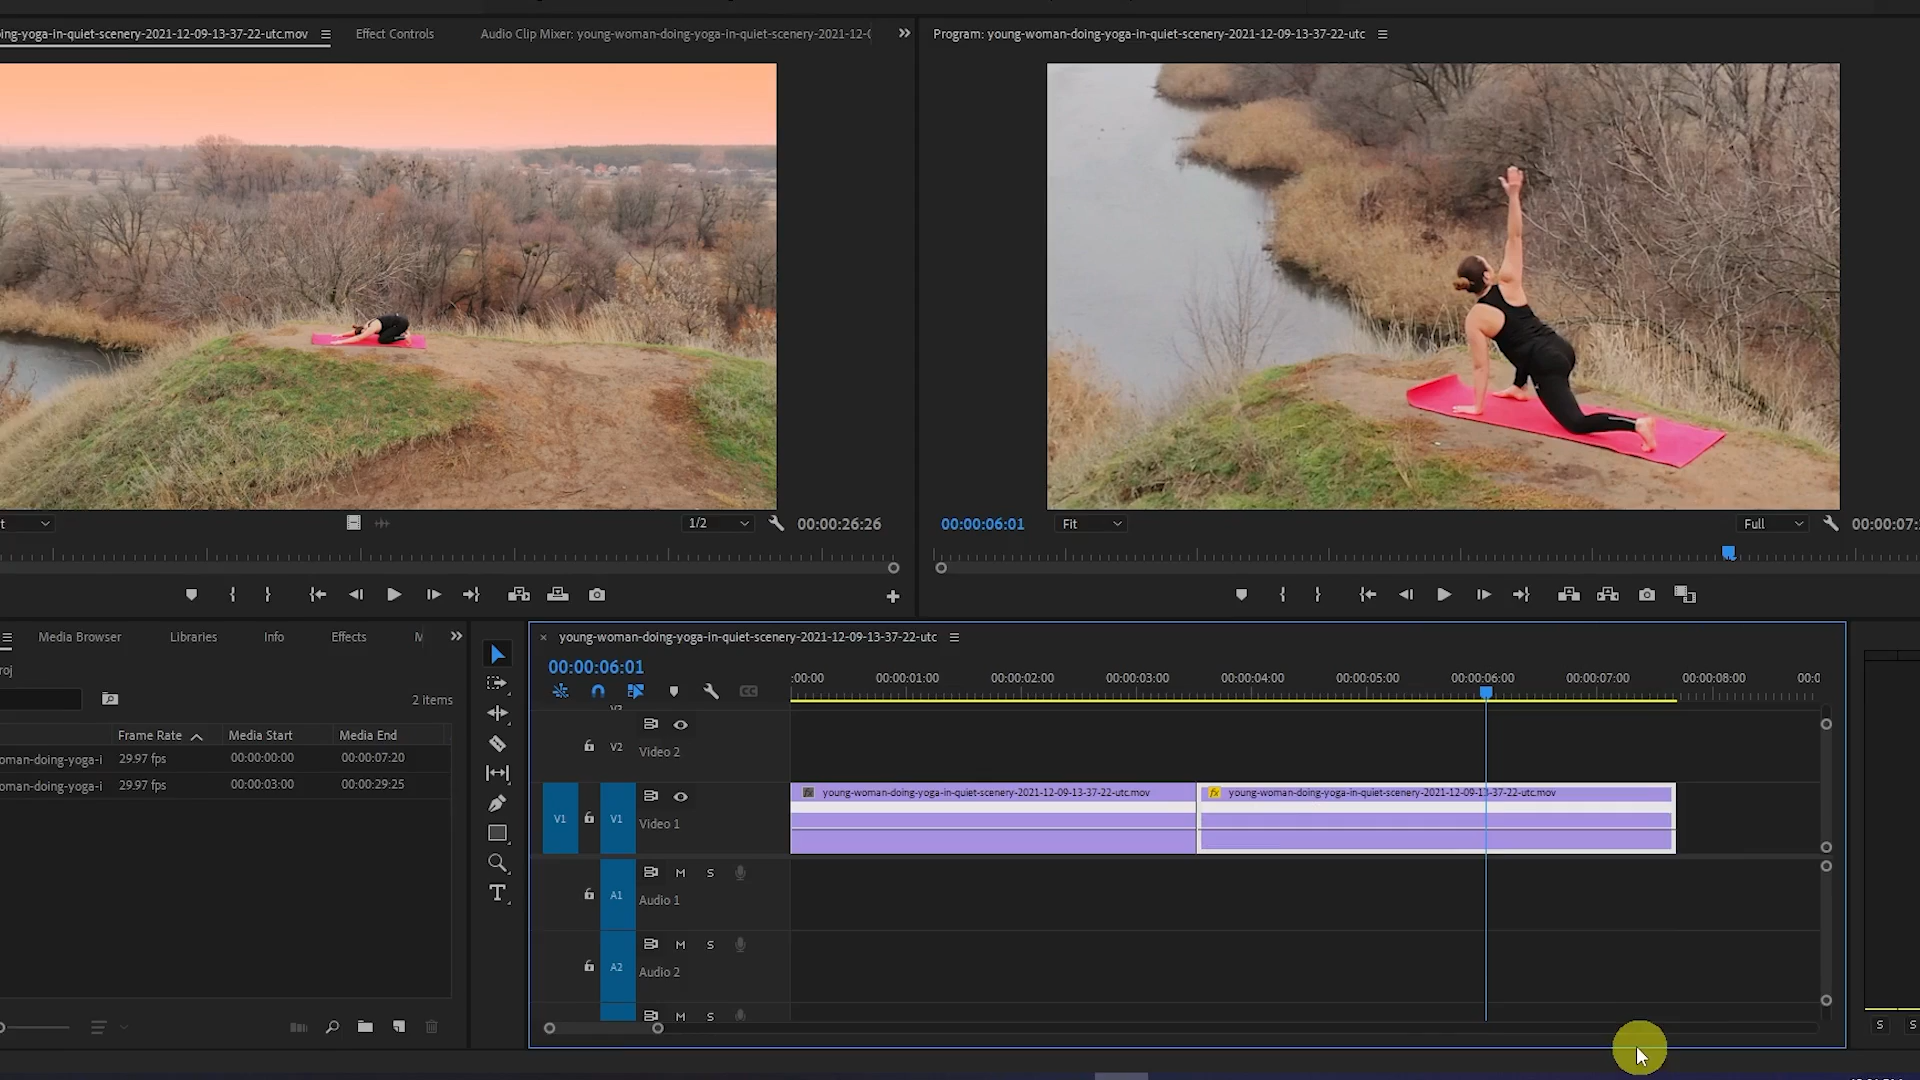 ing-yoga-in-quiet-scenery-2021-12-09-13-37-22-utc.mov Effect Controls Audio Clip Mixer: young-woman-doing-yoga-in-quiet-scenery-2021-12-0 Program: young-woman-doing-yoga-in-quiet-scenery-2021-12-09-13-37-22-utc
t 1/2 00:00:26:26 00:00:06:01 Fit Full 00:00:07:
Media Browser Libraries Info Effects M young-woman-doing-yoga-in-quiet-scenery-2021-12-09-13-37-22-utc
roj 00:00:06:01
:00:00 00:00:01:00 00:00:02:00 00:00:03:00 00:00:04:00 00:00:05:00 00:00:06:00 00:00:07:00 00:00:08:00 00:0
2 items CC
V3
Frame Rate Media Start Media End
V2 Video 2
oman-doing-yoga-i 29.97 fps 00:00:00:00 00:00:07:20
oman-doing-yoga-i 29.97 fps 00:00:03:00 00:00:29:25
young-woman-doing-yoga-in-quiet-scenery-2021-12-09-13-37-22-utc.mov fx young-woman-doing-yoga-in-quiet-scenery-2021-12-09-13-37-22-utc.mov
V1 V1 Video 1
M S
A1 Audio 1
T
M S
A2 Audio 2
M S
S S